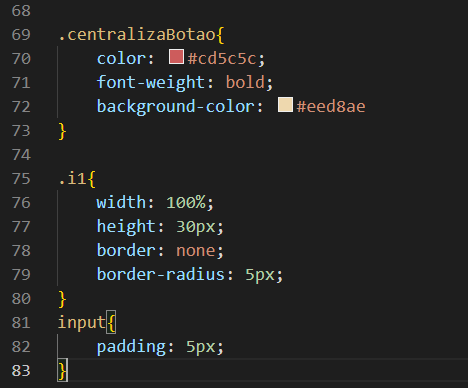 68
69 .centralizaBotao{
70 color: #cd5c5c;
71 font-weight: bold;
72 background-color: #eed8ae
73 }
74
75 .i1{
76 width: 100%;
77 height: 30px;
78 border: none;
79 border-radius: 5px;
80 }
81 input{
82 padding: 5px;
83 }